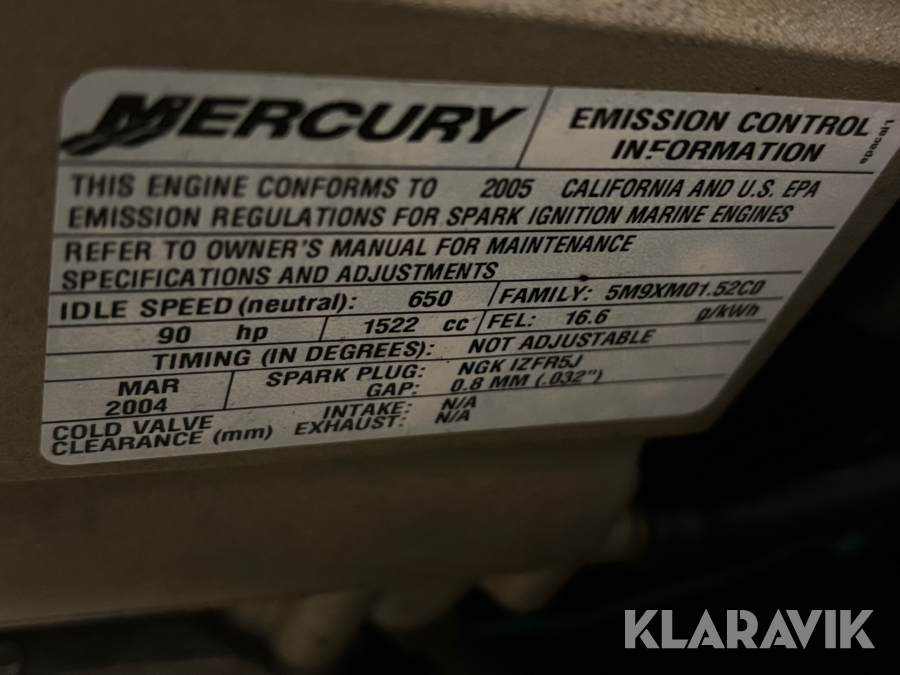 MERCURY
EMISSION CONTROL
INFORMATION
THIS ENGINE CONFORMS TO 2005 CALIFORNIA AND U.S. EPA
EMISSION REGULATIONS FOR SPARK IGNITION MARINE ENGINES
REFER TO OWNER'S MANUAL FOR MAINTENANCE
SPECIFICATIONS AND ADJUSTMENTS
IDLE SPEED (neutral): 650 FAMILY: 5M9XM01.52C0
90 hp 1522 cc FEL: 16.6 g/kWh
TIMING (IN DEGREES): NOT ADJUSTABLE
MAR
2004
SPARK PLUG: NGK IZFR5J
GAP: 0.8 MM (.032")
COLD VALVE
CLEARANCE (mm)
INTAKE: N/A
EXHAUST: N/A
KLARAVIK